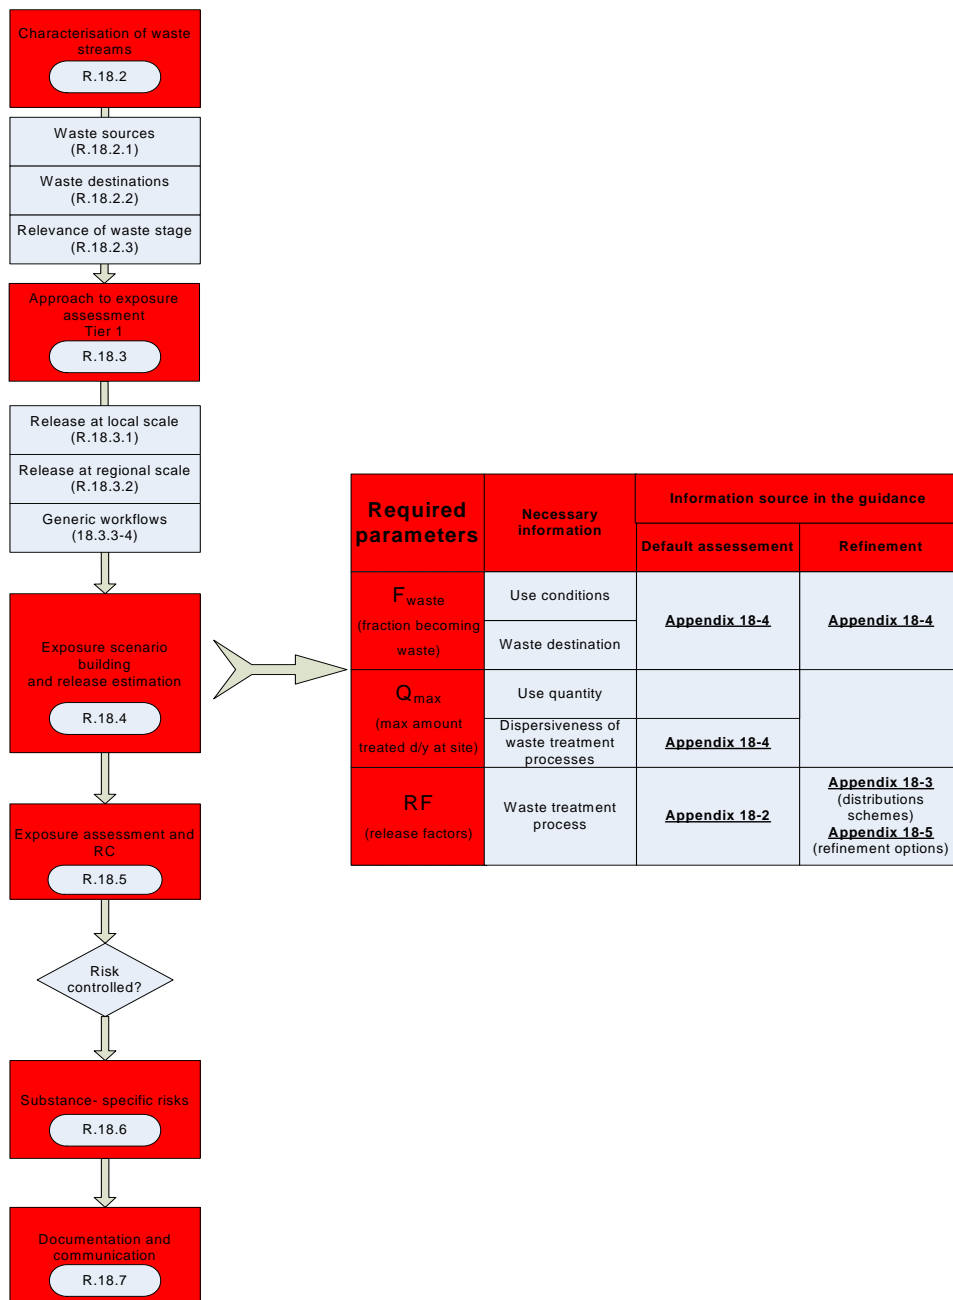 Characterisation of waste
streams
R.18.2
Waste sources
(R.18.2.1)
Waste destinations
(R.18.2.2)
Relevance of waste stage
(R.18.2.3)
Approach to exposure
assessment
Tier 1
R.18.3
Release at local scale
(R.18.3.1)
Release at regional scale
(R.18.3.2)
Generic workflows
(18.3.3-4)
Exposure scenario
building
and release estimation
R.18.4
Exposure assessment and
RC
R.18.5
Risk
controlled?
Substance- specific risks
R.18.6
Documentation and
communication
R.18.7
Required
parameters
Necessary
information
Information source in the guidance
Default assessement
Refinement
Fwaste
(fraction becoming
waste)
Use conditions
Waste destination
Appendix 18-4
Appendix 18-4
Qmax
(max amount
treated d/y at site)
Use quantity
Dispersiveness of
waste treatment
processes
Appendix 18-4
RF
(release factors)
Waste treatment
process
Appendix 18-2
Appendix 18-3
(distributions
schemes)
Appendix 18-5
(refinement options)